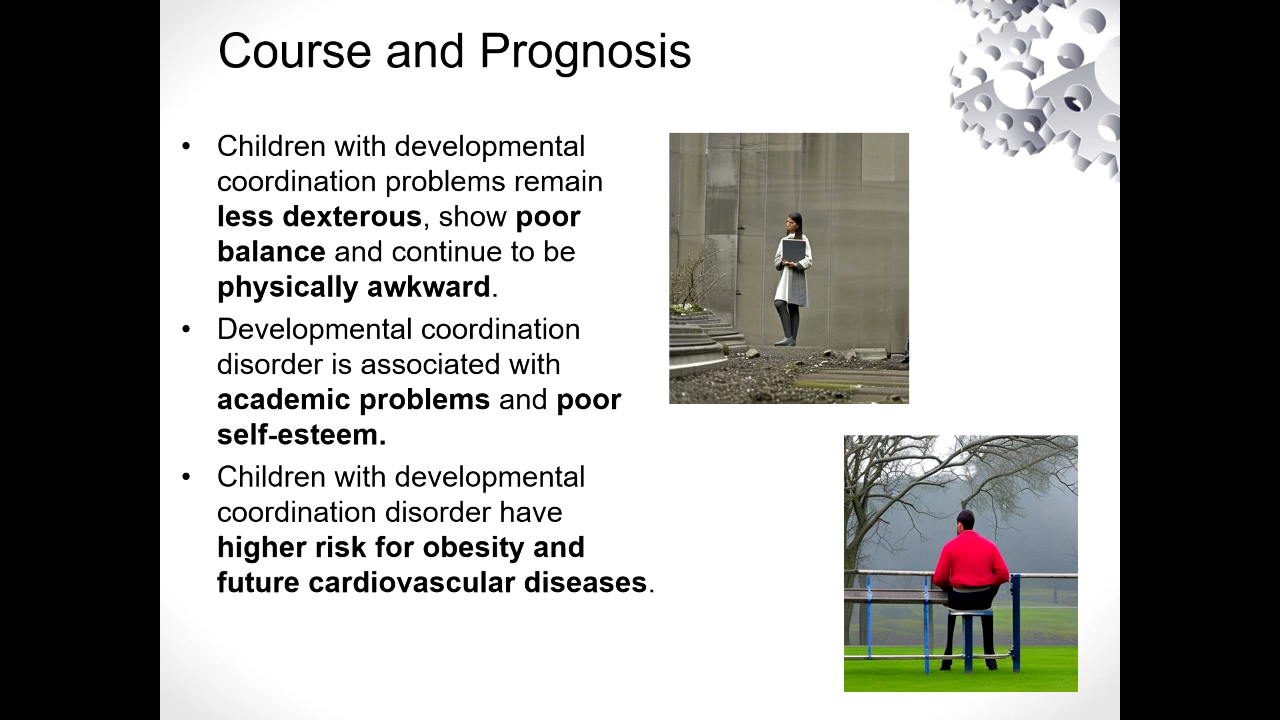 Course and Prognosis
• Children with developmental
coordination problems remain
less dexterous, show poor
balance and continue to be
physically awkward.
• Developmental coordination
disorder is associated with
academic problems and poor
self-esteem.
• Children with developmental
coordination disorder have
higher risk for obesity and
future cardiovascular diseases.